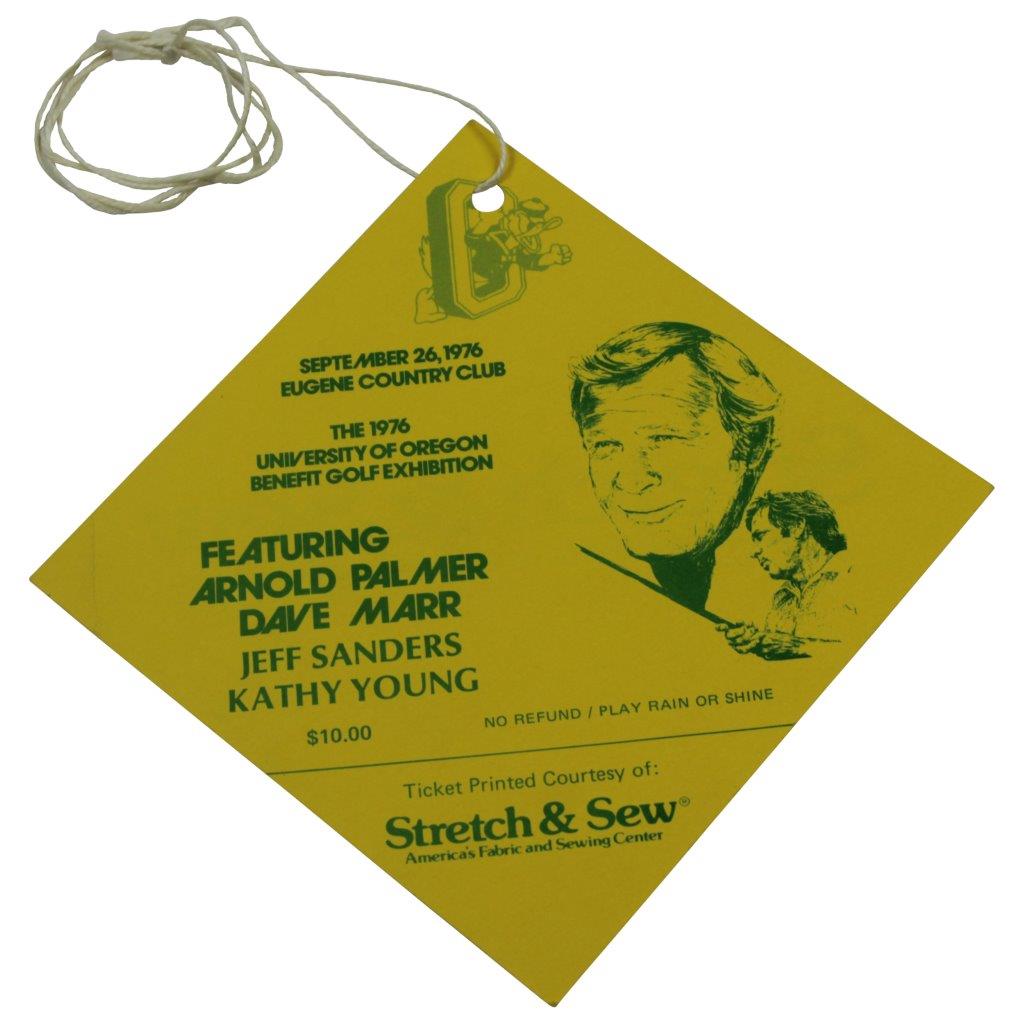 SEPTEMBER 26, 1976
EUGENE COUNTRY CLUB
THE 1976
UNIVERSITY OF OREGON
BENEFIT GOLF EXHIBITION
FEATURING
ARNOLD PALMER
DAVE MARR
JEFF SANDERS
KATHY YOUNG
$10.00
NO REFUND / PLAY RAIN OR SHINE
Ticket Printed Courtesy of:
Stretch & Sew®
America's Fabric and Sewing Center